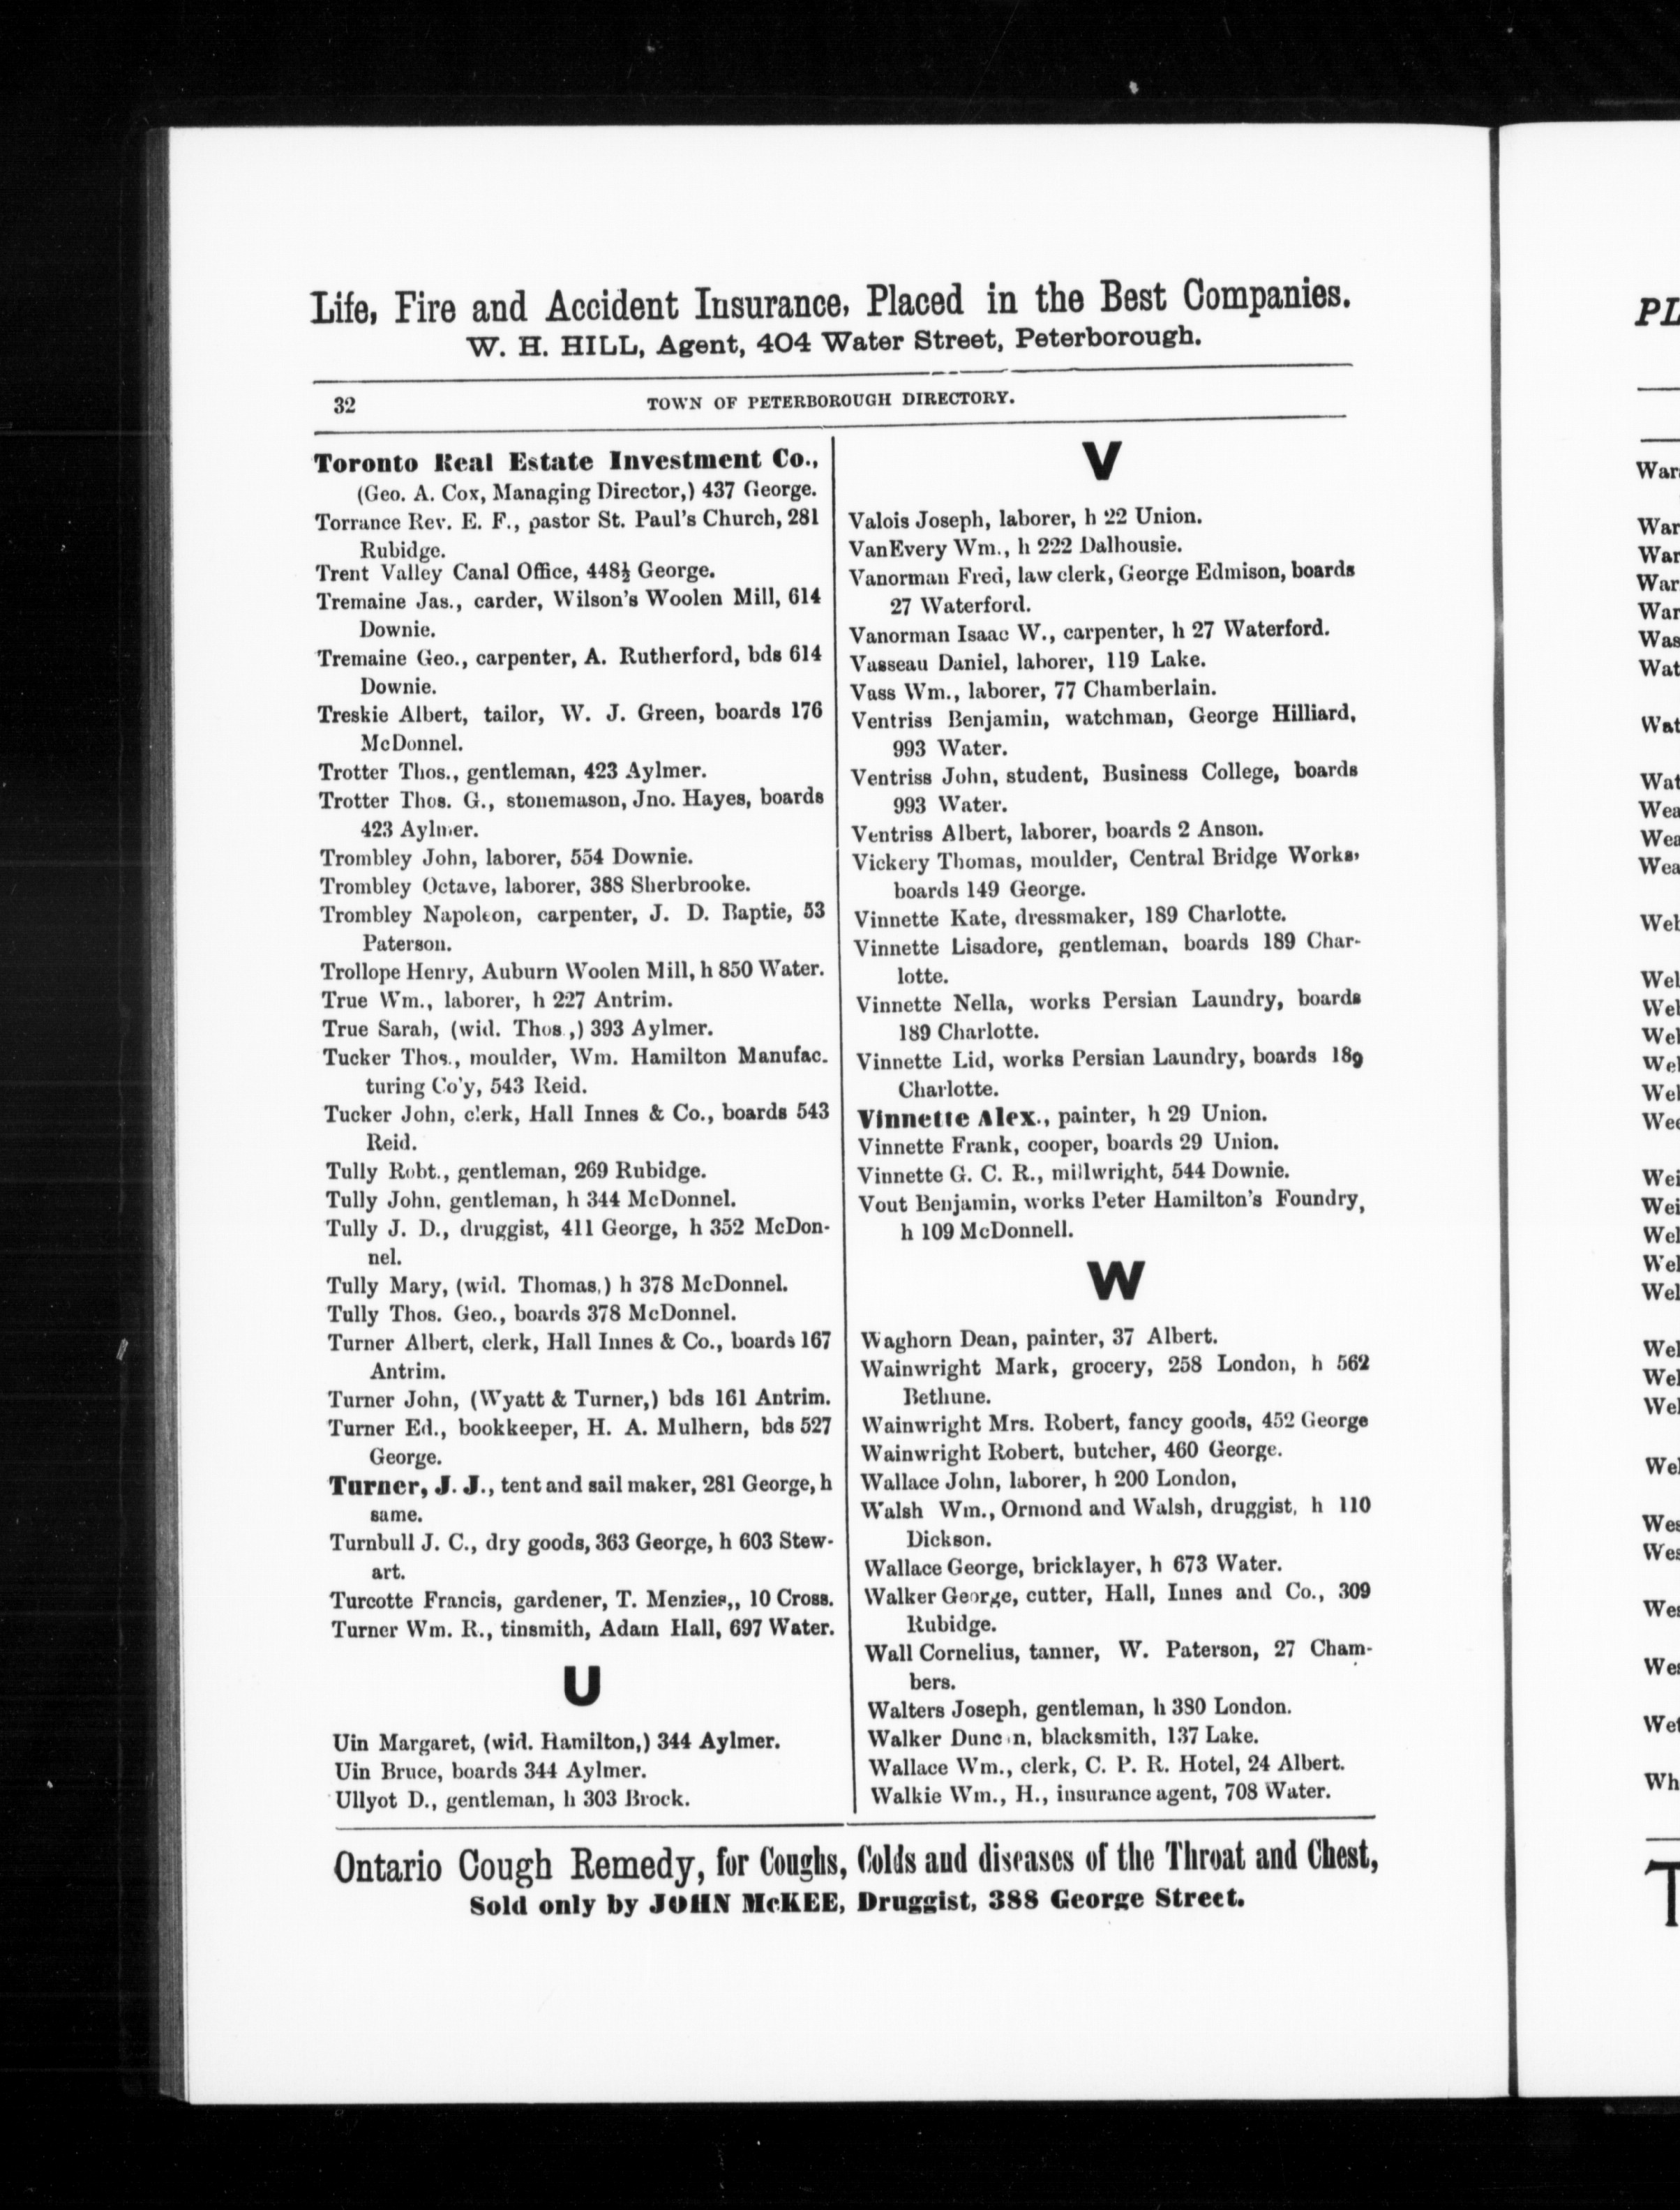 Life, Fire and Accident Insurance, Placed in the Best Companies.
W. H. HILL, Agent, 404 Water Street, Peterborough.
32
TOWN OF PETERBOROUGH DIRECTORY.
Toronto Real Estate Investment Co.,
(Geo. A. Cox, Managing Director,) 437 George.
Torrance Rev. E. F., pastor St. Paul's Church, 281
Rubidge.
Trent Valley Canal Office, 448½ George.
Tremaine Jas., carder, Wilson's Woolen Mill, 614
Downie.
Tremaine Geo., carpenter, A. Rutherford, bds 614
Downie.
Treskie Albert, tailor, W. J. Green, boards 176
McDonnel.
Trotter Thos., gentleman, 423 Aylmer.
Trotter Thos. G., stonemason, Jno. Hayes, boards
423 Aylmer.
Trombley John, laborer, 554 Downie.
Trombley Octave, laborer, 388 Sherbrooke.
Trombley Napoleon, carpenter, J. D. Baptie, 53
Paterson.
Trollope Henry, Auburn Woolen Mill, h 850 Water.
True Wm., laborer, h 227 Antrim.
True Sarah, (wid. Thos.,) 393 Aylmer.
Tucker Thos., moulder, Wm. Hamilton Manufac.
turing Co'y, 543 Reid.
Tucker John, clerk, Hall Innes & Co., boards 543
Reid.
Tully Robt., gentleman, 269 Rubidge.
Tully John, gentleman, h 344 McDonnel.
Tully J. D., druggist, 411 George, h 352 McDon-
nel.
Tully Mary, (wid. Thomas,) h 378 McDonnel.
Tully Thos. Geo., boards 378 McDonnel.
Turner Albert, clerk, Hall Innes & Co., boards 167
Antrim.
Turner John, (Wyatt & Turner,) bds 161 Antrim.
Turner Ed., bookkeeper, H. A. Mulhern, bds 527
George.
Turner, J. J., tent and sail maker, 281 George, h
same.
Turnbull J. C., dry goods, 363 George, h 603 Stew-
art.
Turcotte Francis, gardener, T. Menzies,, 10 Cross.
Turner Wm. R., tinsmith, Adam Hall, 697 Water.
U
Uin Margaret, (wid. Hamilton,) 344 Aylmer.
Uin Bruce, boards 344 Aylmer.
Ullyot D., gentleman, h 303 Brock.
V
Valois Joseph, laborer, h 22 Union.
VanEvery Wm., h 222 Dalhousie.
Vanorman Fred, law clerk, George Edmison, boards
27 Waterford.
Vanorman Isaac W., carpenter, h 27 Waterford.
Vasseau Daniel, laborer, 119 Lake.
Vass Wm., laborer, 77 Chamberlain.
Ventriss Benjamin, watchman, George Hilliard,
993 Water.
Ventriss John, student, Business College, boards
993 Water.
Ventriss Albert, laborer, boards 2 Anson.
Vickery Thomas, moulder, Central Bridge Works,
boards 149 George.
Vinnette Kate, dressmaker, 189 Charlotte.
Vinnette Lisadore, gentleman, boards 189 Char-
lotte.
Vinnette Nella, works Persian Laundry, boards
189 Charlotte.
Vinnette Lid, works Persian Laundry, boards 189
Charlotte.
Vinnette Alex., painter, h 29 Union.
Vinnette Frank, cooper, boards 29 Union.
Vinnette G. C. R., millwright, 544 Downie.
Vout Benjamin, works Peter Hamilton's Foundry,
h 109 McDonnell.
W
Waghorn Dean, painter, 37 Albert.
Wainwright Mark, grocery, 258 London, h 562
Bethune.
Wainwright Mrs. Robert, fancy goods, 452 George
Wainwright Robert, butcher, 460 George.
Wallace John, laborer, h 200 London,
Walsh Wm., Ormond and Walsh, druggist, h 110
Dickson.
Wallace George, bricklayer, h 673 Water.
Walker George, cutter, Hall, Innes and Co., 309
Rubidge.
Wall Cornelius, tanner, W. Paterson, 27 Cham-
bers.
Walters Joseph, gentleman, h 380 London.
Walker Duncan, blacksmith, 137 Lake.
Wallace Wm., clerk, C. P. R. Hotel, 24 Albert.
Walkie Wm., H., insurance agent, 708 Water.
Ontario Cough Remedy, for Coughs, Colds and diseases of the Throat and Chest,
Sold only by JOHN McKEE, Druggist, 388 George Street.